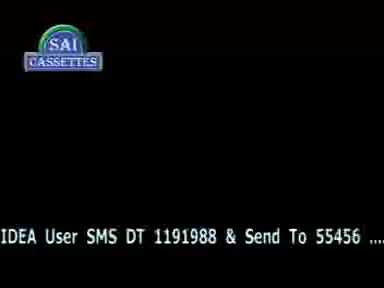 SAI
CASSETTES
IDEA User SMS DT 1191988 & Send To 55456 ....